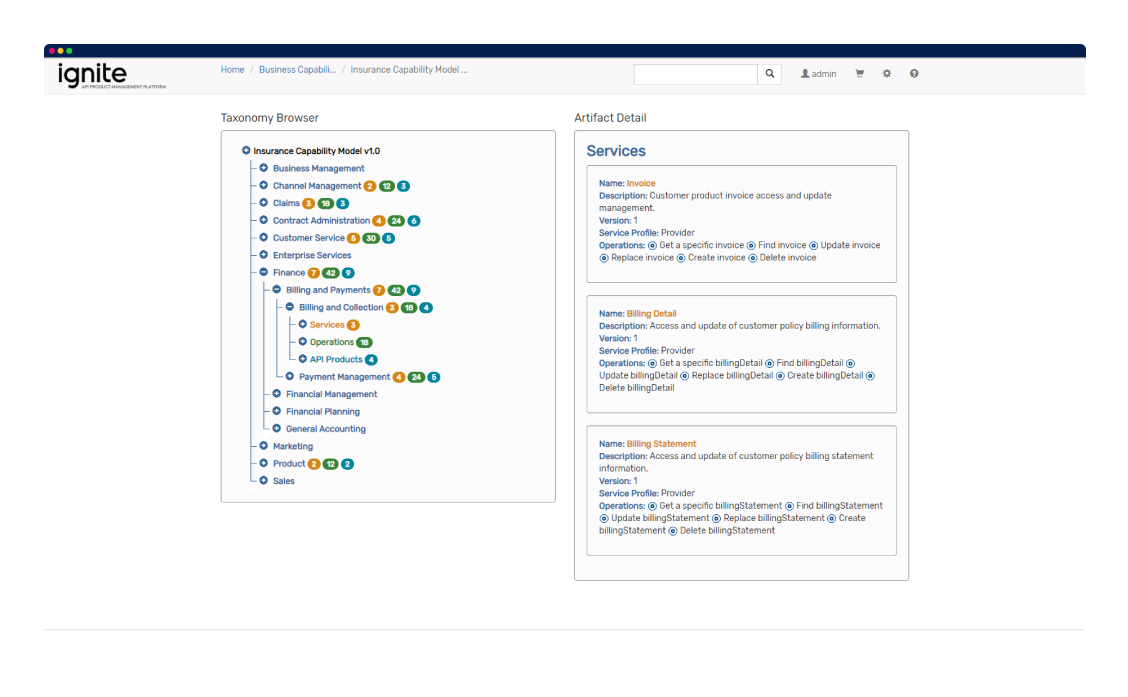 ignite
API PRODUCT MANAGEMENT PLATFORM
Home / Business Capabili... / Insurance Capability Model ...
admin
Taxonomy Browser
Insurance Capability Model v1.0
Business Management
Channel Management 2 12 3
Claims 3 18 3
Contract Administration 4 24 6
Customer Service 5 30 5
Enterprise Services
Finance 7 42 9
Billing and Payments 7 42 9
Billing and Collection 3 18 4
Services 3
Operations 18
API Products 4
Payment Management 4 24 5
Financial Management
Financial Planning
General Accounting
Marketing
Product 2 12 2
Sales
Artifact Detail
Services
Name: Invoice
Description: Customer product invoice access and update
management.
Version: 1
Service Profile: Provider
Operations: Get a specific invoice Find invoice Update invoice
Replace invoice Create invoice Delete invoice
Name: Billing Detail
Description: Access and update of customer policy billing information.
Version: 1
Service Profile: Provider
Operations: Get a specific billingDetail Find billingDetail
Update billingDetail Replace billingDetail Create billingDetail
Delete billingDetail
Name: Billing Statement
Description: Access and update of customer policy billing statement
information.
Version: 1
Service Profile: Provider
Operations: Get a specific billingStatement Find billingStatement
Update billingStatement Replace billingStatement Create
billingStatement Delete billingStatement